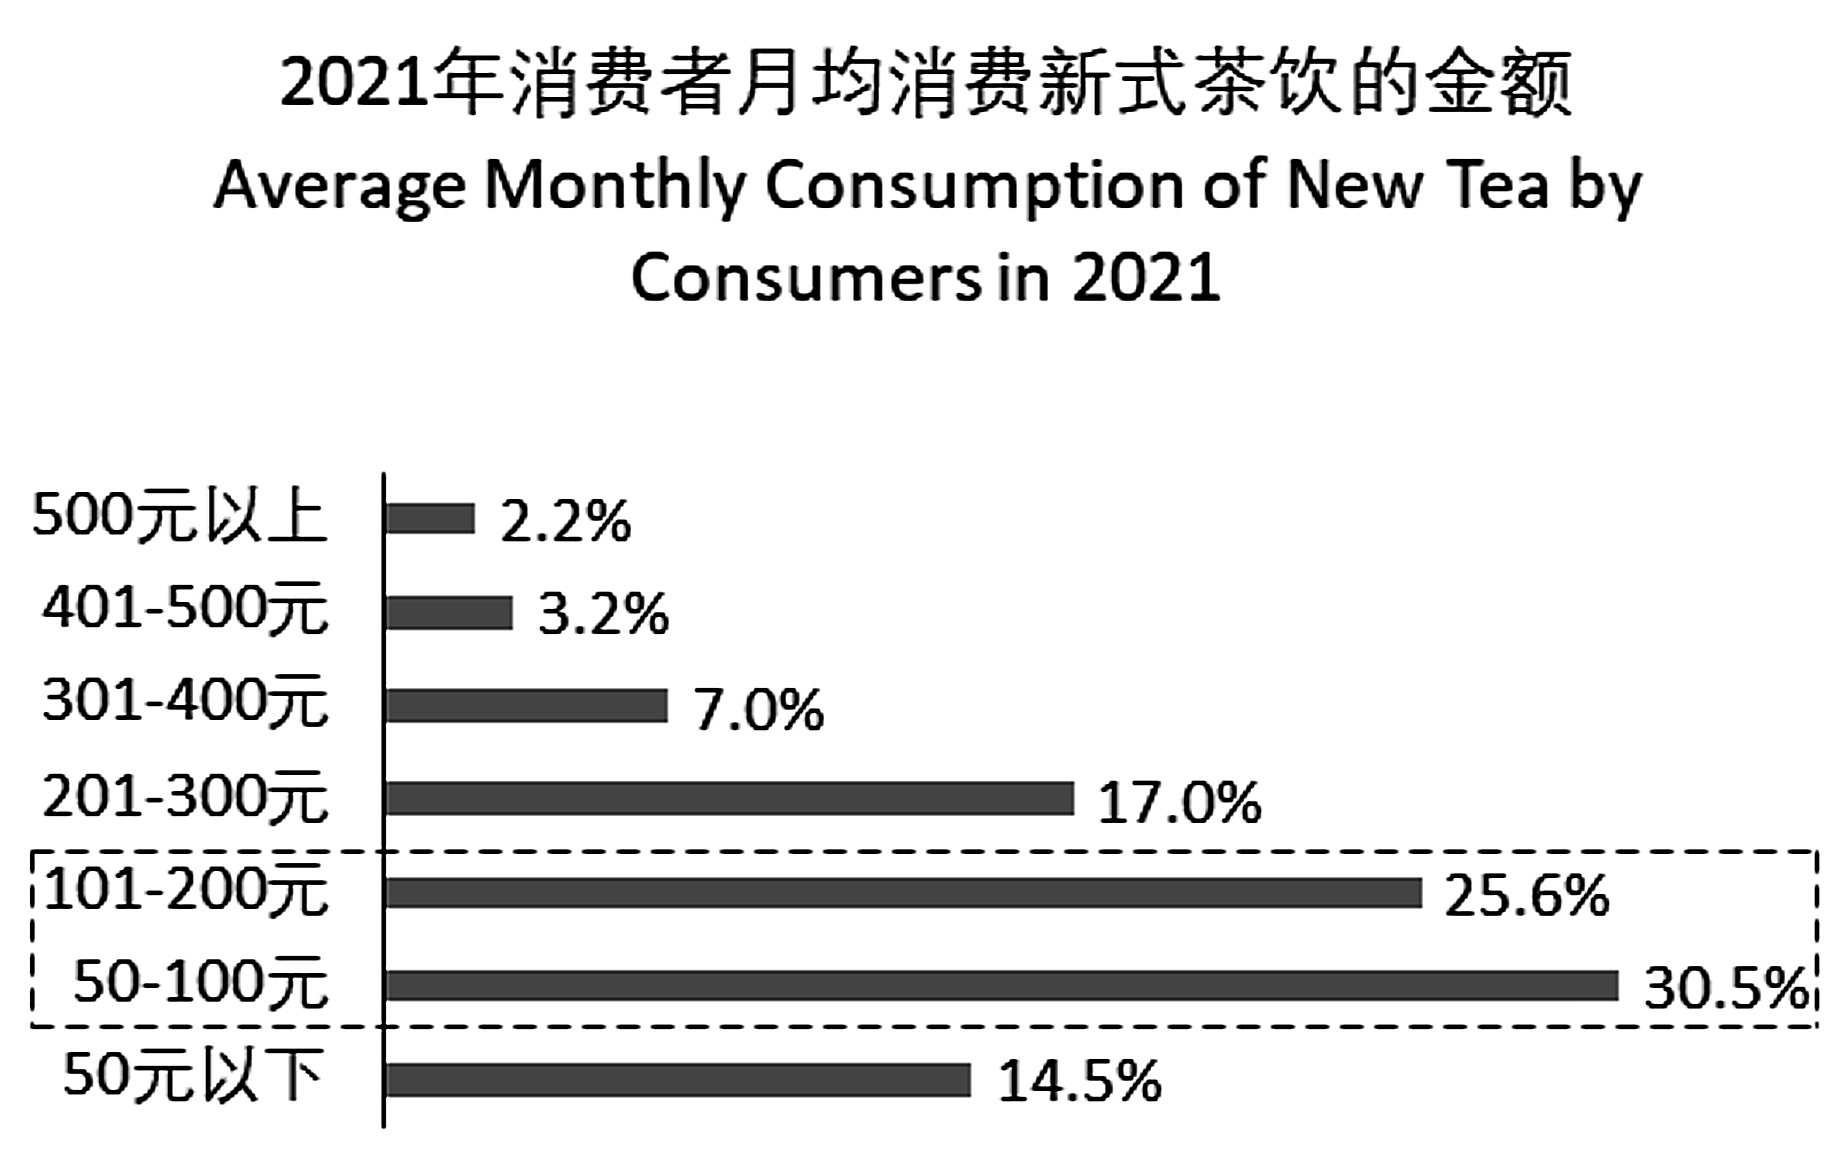 2021年消费者月均消费新式茶饮的金额
Average Monthly Consumption of New Tea by
Consumers in 2021
500元以上 2.2%
401-500元 3.2%
301-400元 7.0%
201-300元 17.0%
101-200元 25.6%
50-100元 30.5%
50元以下 14.5%